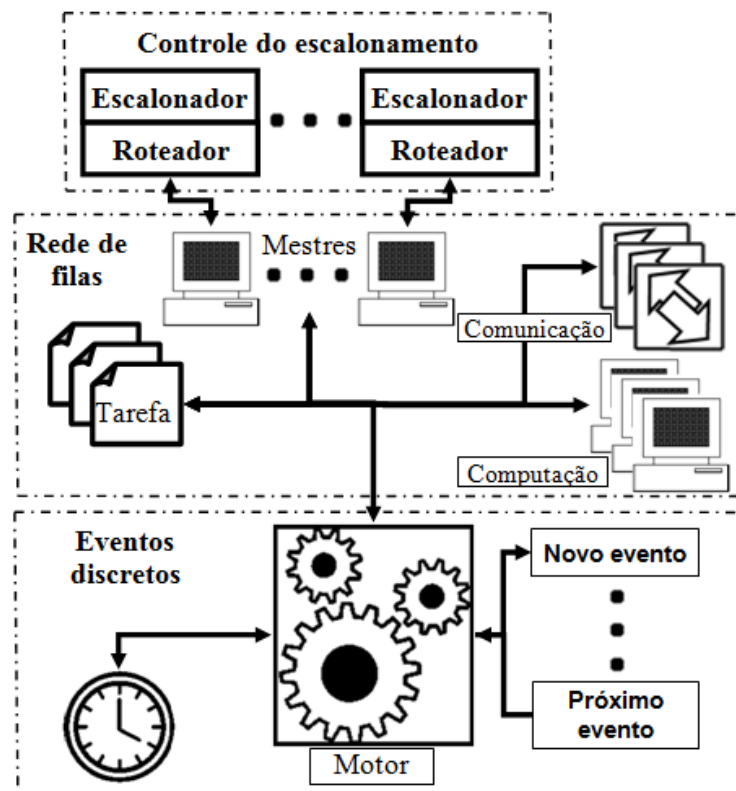 Controle do escalonamento
Escalonador
Roteador
Escalonador
Roteador
Rede de
filas
Mestres
Comunicação
Tarefa
Computação
Eventos
discretos
Novo evento
Próximo
evento
Motor